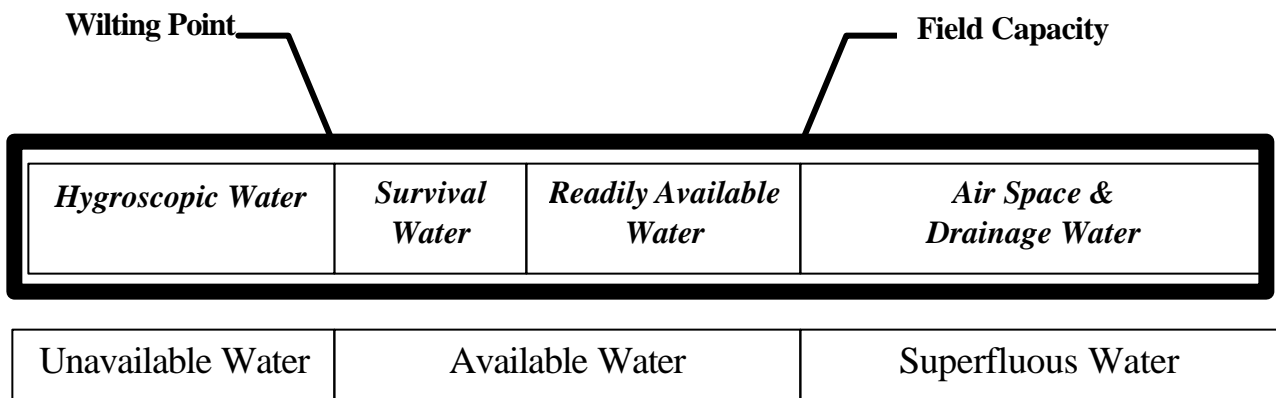 Wilting Point
Field Capacity
Hygroscopic Water
Survival
Water
Readily Available
Water
Air Space &
Drainage Water
Unavailable Water
Available Water
Superfluous Water